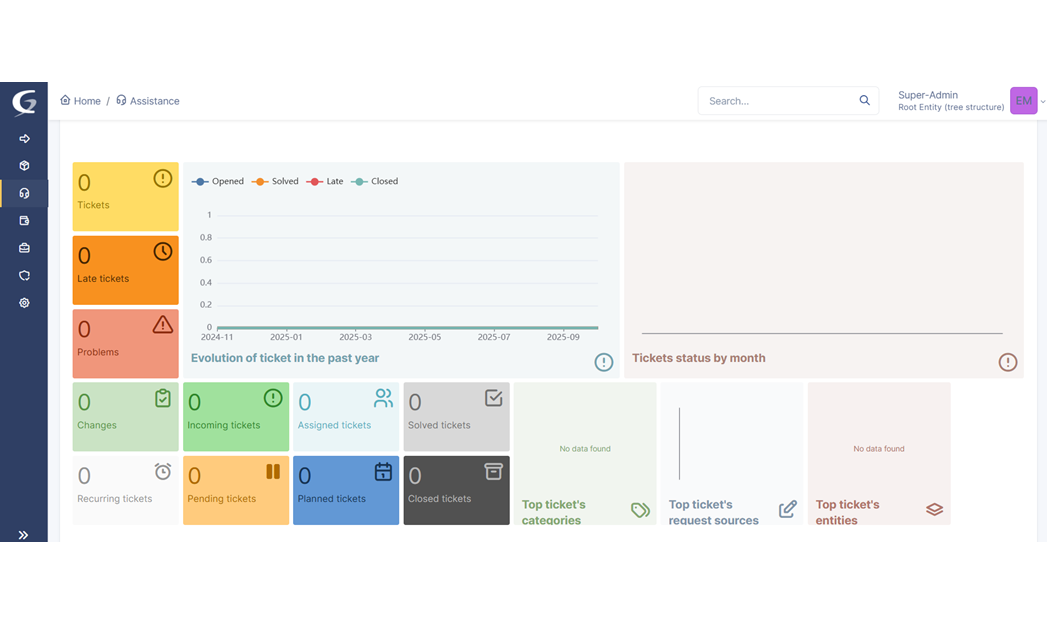 Home / Assistance
Search...
Super-Admin
Root Entity (tree structure)
EM
0
Tickets
0
Late tickets
0
Problems
Opened Solved Late Closed
1
0.8
0.6
0.4
0.2
0
2024-11 2025-01 2025-03 2025-05 2025-07 2025-09
Evolution of ticket in the past year
Tickets status by month
0
Changes
0
Incoming tickets
0
Assigned tickets
0
Solved tickets
0
Recurring tickets
0
Pending tickets
0
Planned tickets
0
Closed tickets
No data found
Top ticket's
categories
Top ticket's
request sources
No data found
Top ticket's
entities